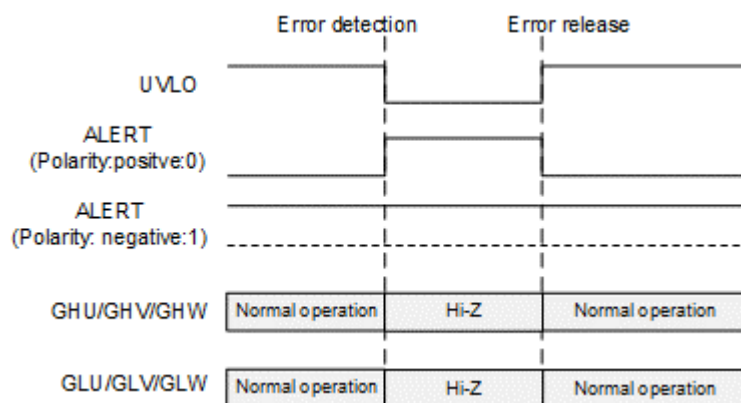 Error detection Error release
UVLO
ALERT
(Polarity:positve:0)
ALERT
(Polarity: negative:1)
GHU/GHV/GHW Normal operation Hi-Z Normal operation
GLU/GLV/GLW Normal operation Hi-Z Normal operation